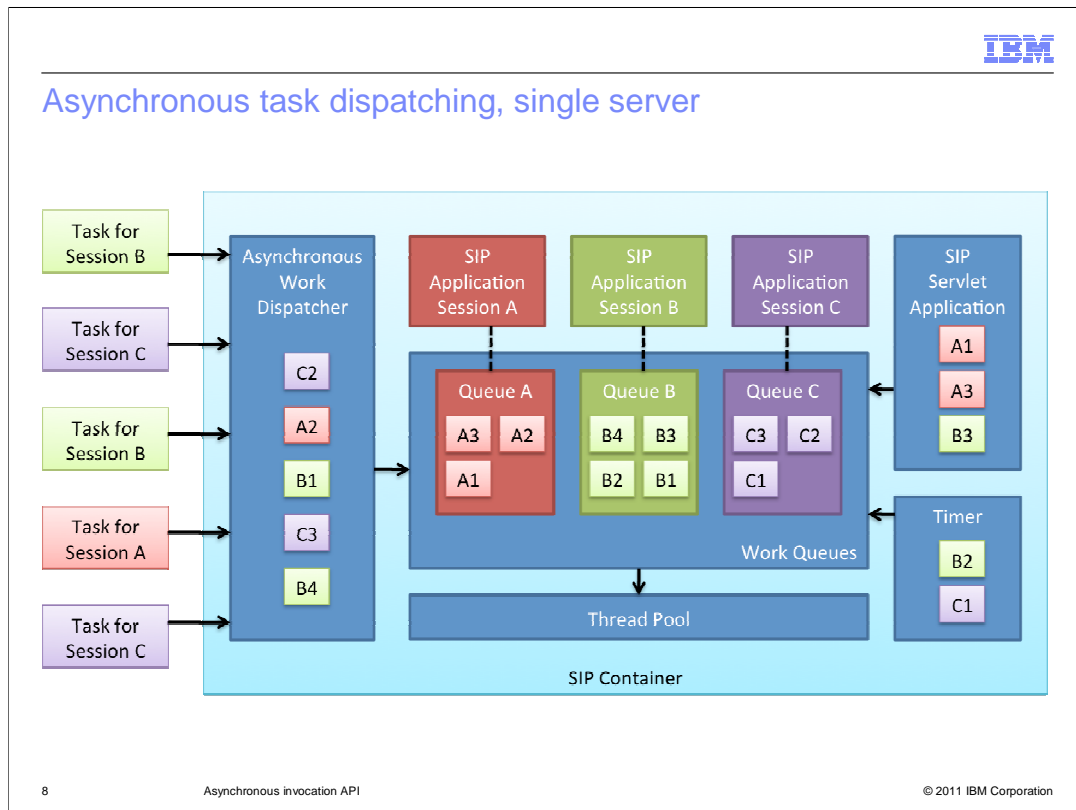 IBM
Asynchronous task dispatching, single server
Task for
Session B
Task for
Session C
Task for
Session B
Task for
Session A
Task for
Session C
Asynchronous
Work
Dispatcher
C2
A2
B1
C3
B4
SIP
Application
Session A
SIP
Application
Session B
SIP
Application
Session C
Queue A
A3 A2
A1
Queue B
B4 B3
B2 B1
Queue C
C3 C2
C1
Work Queues
Thread Pool
SIP
Servlet
Application
A1
A3
B3
Timer
B2
C1
SIP Container
8 Asynchronous invocation API © 2011 IBM Corporation